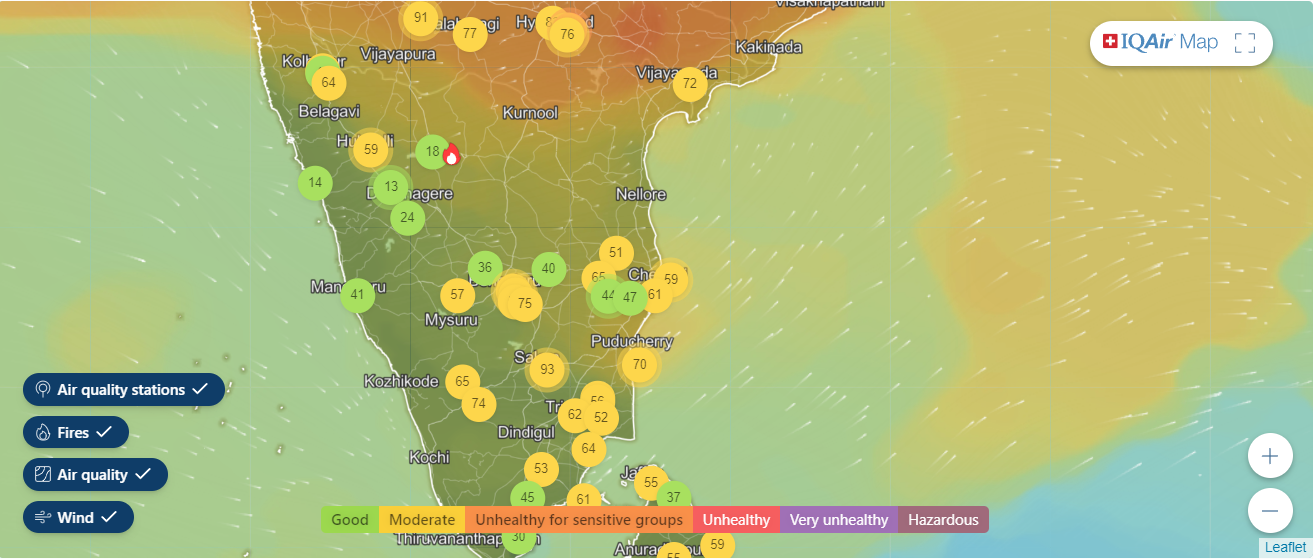 Visakhapatnam
91
77
76
Kakinada
IQAir Map
Vijayapura
64
72
Belagavi
Kurnool
59
18
14
13
24
Nellore
51
36
40
65
59
41
57
75
44
47
61
Mysuru
Puducherry
93
70
Kozhikode
65
74
56
62
52
Dindigul
64
Kochi
53
55
45
61
37
30
59
55
Air quality stations
Fires
Air quality
Wind
Good
Moderate
Unhealthy for sensitive groups
Unhealthy
Very unhealthy
Hazardous
+
−
Leaflet